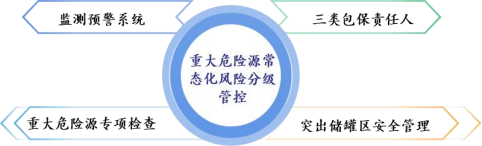 监测预警系统
三类包保责任人
重大危险源常
态化风险分级
管控
重大危险源专项检查
突出储罐区安全管理